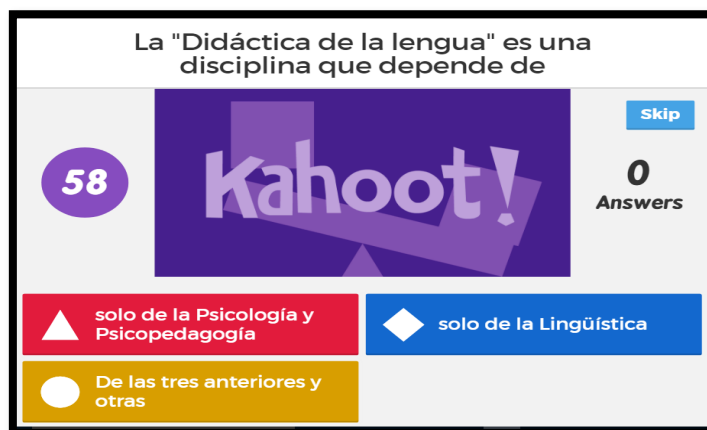 La "Didáctica de la lengua" es una
disciplina que depende de
Skip
58
Kahoot!
0
Answers
solo de la Psicología y
Psicopedagogía
solo de la Lingüística
De las tres anteriores y
otras